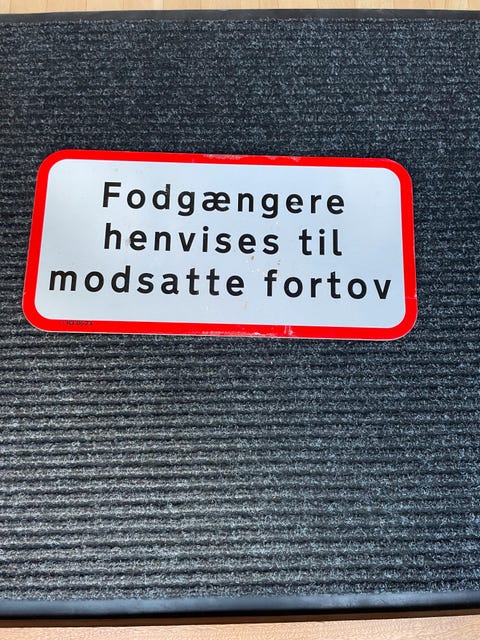 Fodgængere
henvises til
modsatte fortov